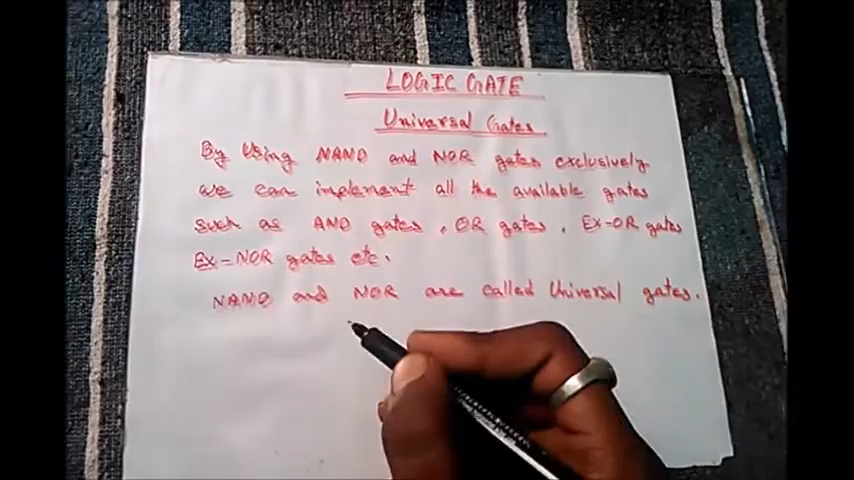 LOGIC GATE
Universal Gates
By Using NAND and NOR gates exclusively
we can implement all the available gates
such as AND gates, OR gates, Ex-OR gates
Ex-NOR gates etc.
NAND and NOR are called Universal gates.